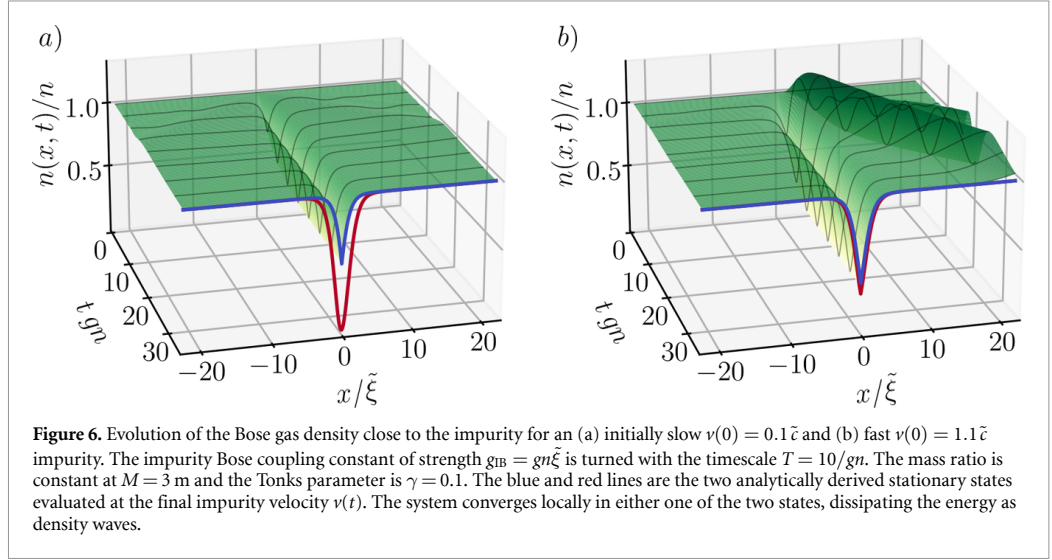 a)
n(x, t)/n
1.0
0.5
0
10
20
30
t gn
−20
−10
0
10
20
x/ξ̃
b)
n(x, t)/n
1.0
0.5
0
10
20
30
t gn
−20
−10
0
10
20
x/ξ̃
Figure 6. Evolution of the Bose gas density close to the impurity for an (a) initially slow ν(0) = 0.1c̃ and (b) fast ν(0) = 1.1c̃
impurity. The impurity Bose coupling constant of strength g_IB = gnξ̃ is turned with the timescale T = 10/gn. The mass ratio is
constant at M = 3 m and the Tonks parameter is γ = 0.1. The blue and red lines are the two analytically derived stationary states
evaluated at the final impurity velocity ν(t). The system converges locally in either one of the two states, dissipating the energy as
density waves.